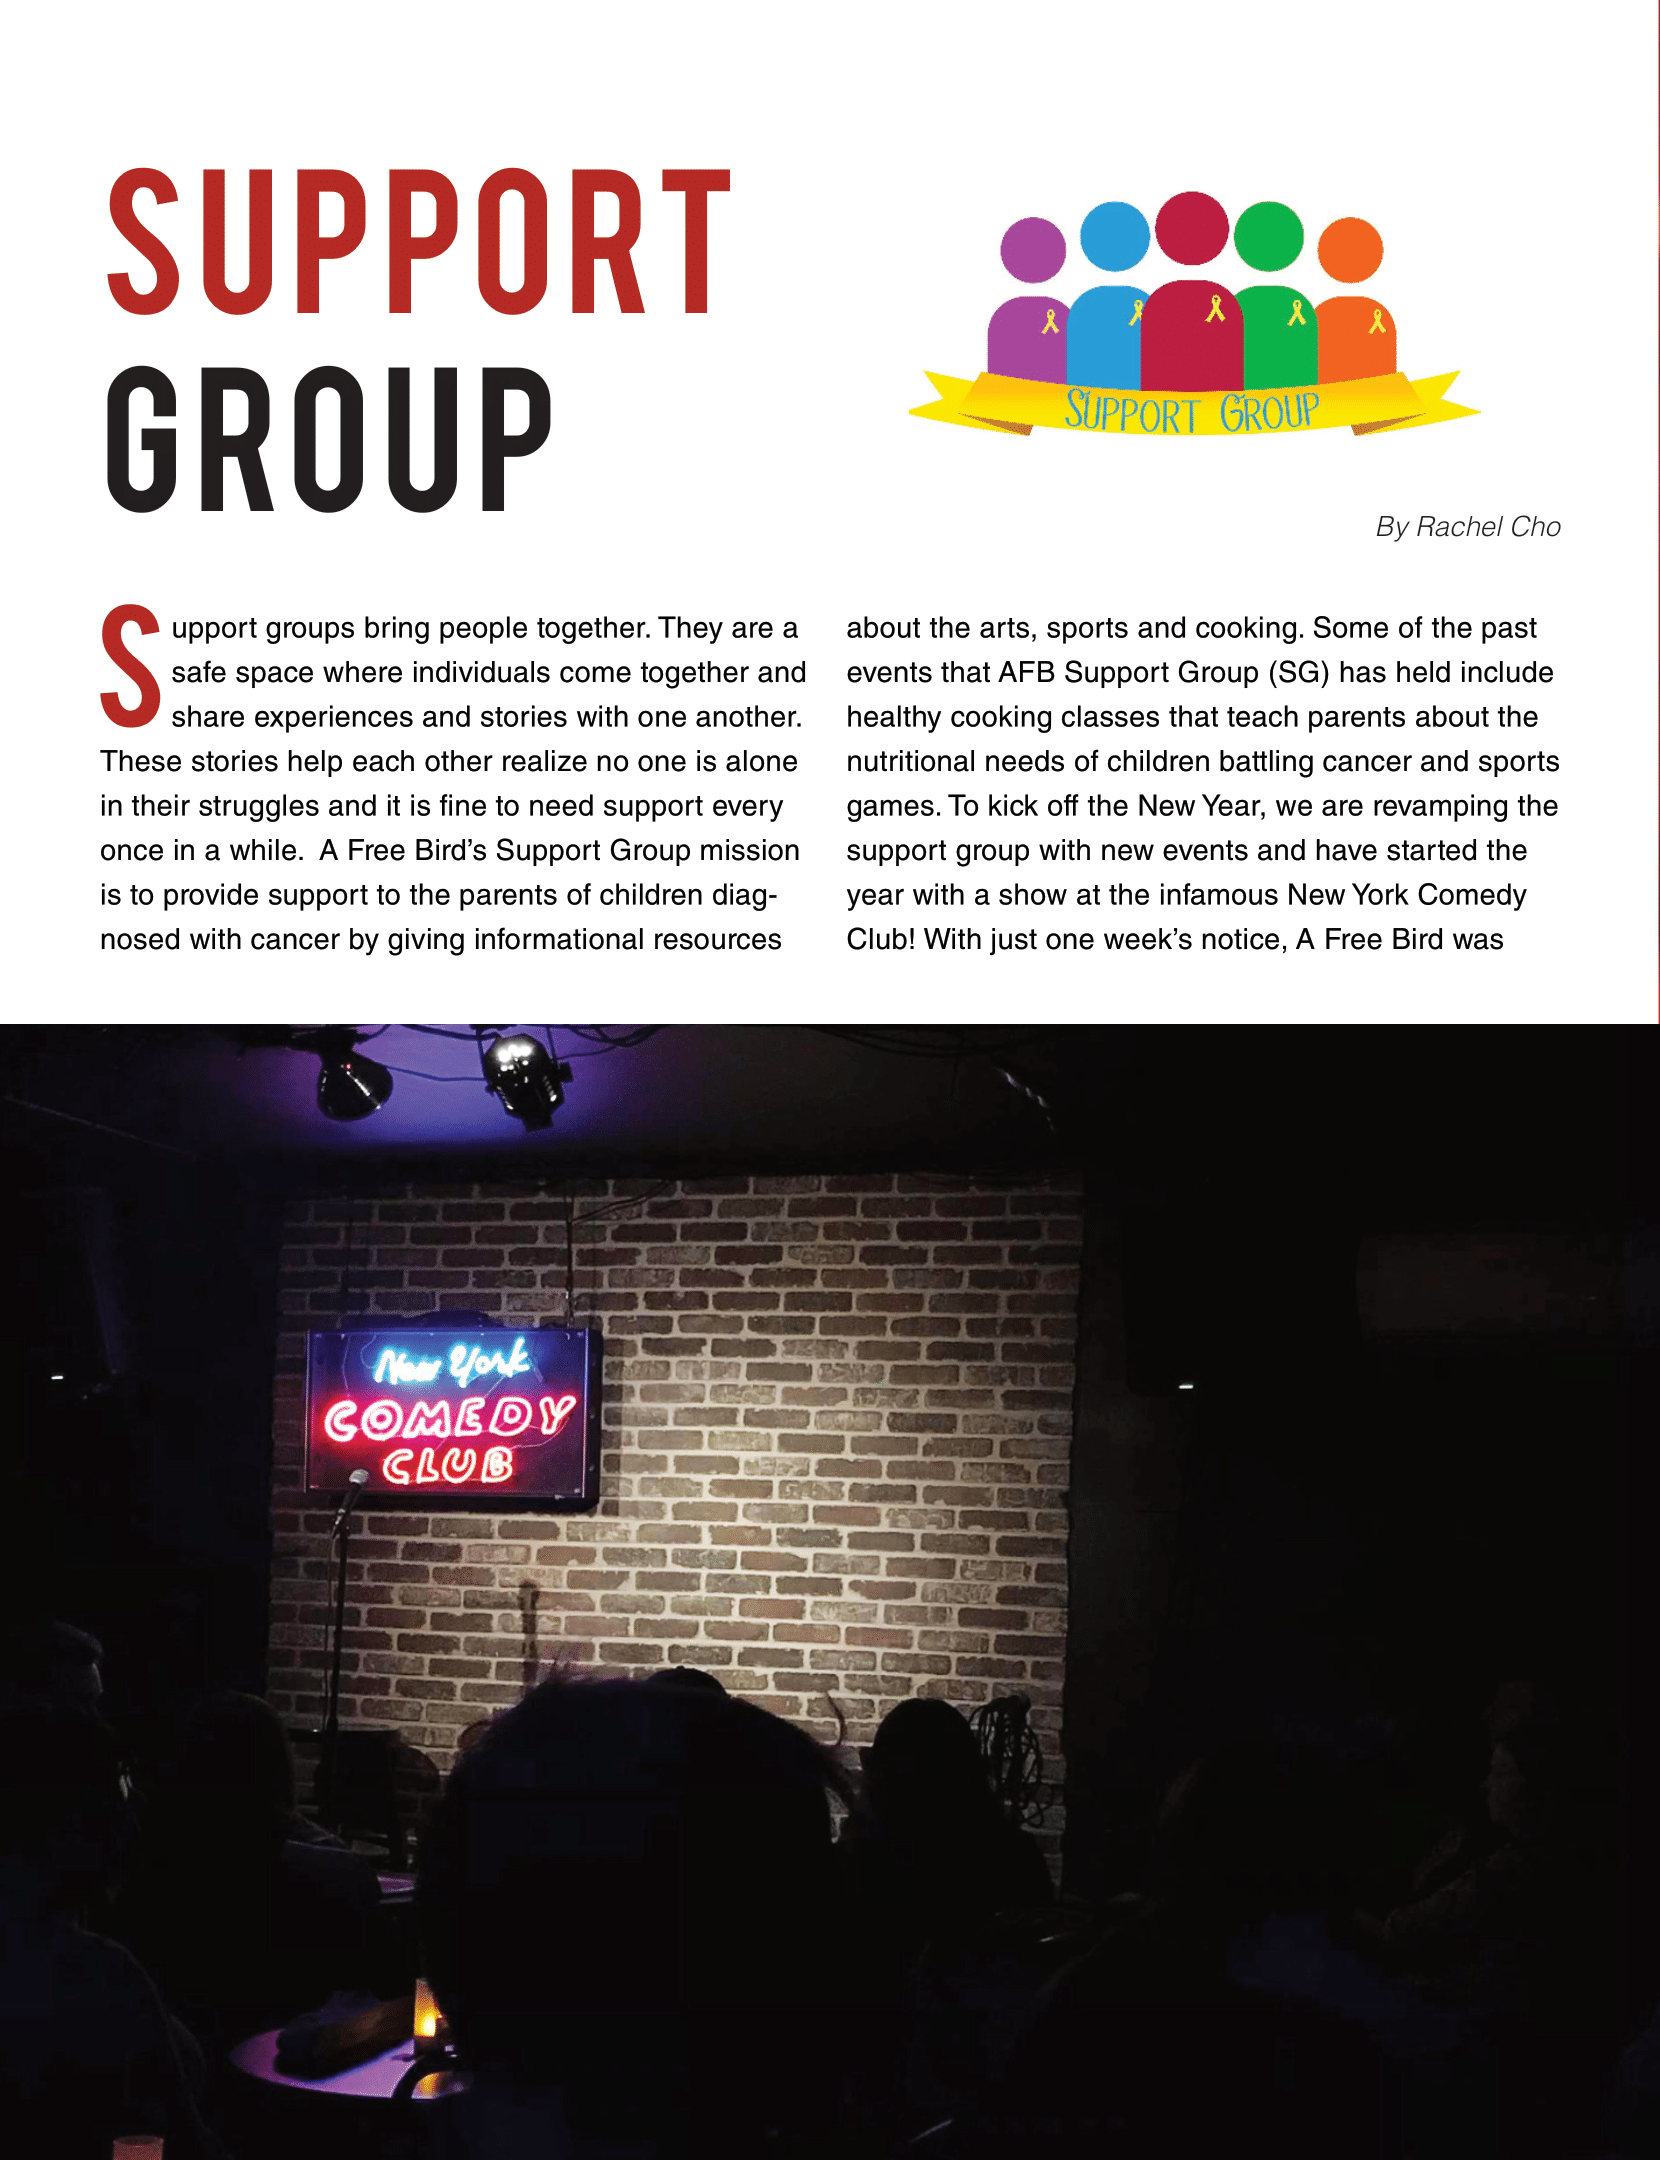 SUPPORT
GROUP
SUPPORT GROUP
By Rachel Cho
Support groups bring people together. They are a
safe space where individuals come together and
share experiences and stories with one another.
These stories help each other realize no one is alone
in their struggles and it is fine to need support every
once in a while.  A Free Bird’s Support Group mission
is to provide support to the parents of children diag-
nosed with cancer by giving informational resources
about the arts, sports and cooking. Some of the past
events that AFB Support Group (SG) has held include
healthy cooking classes that teach parents about the
nutritional needs of children battling cancer and sports
games. To kick off the New Year, we are revamping the
support group with new events and have started the
year with a show at the infamous New York Comedy
Club! With just one week’s notice, A Free Bird was
New York
COMEDY
CLUB